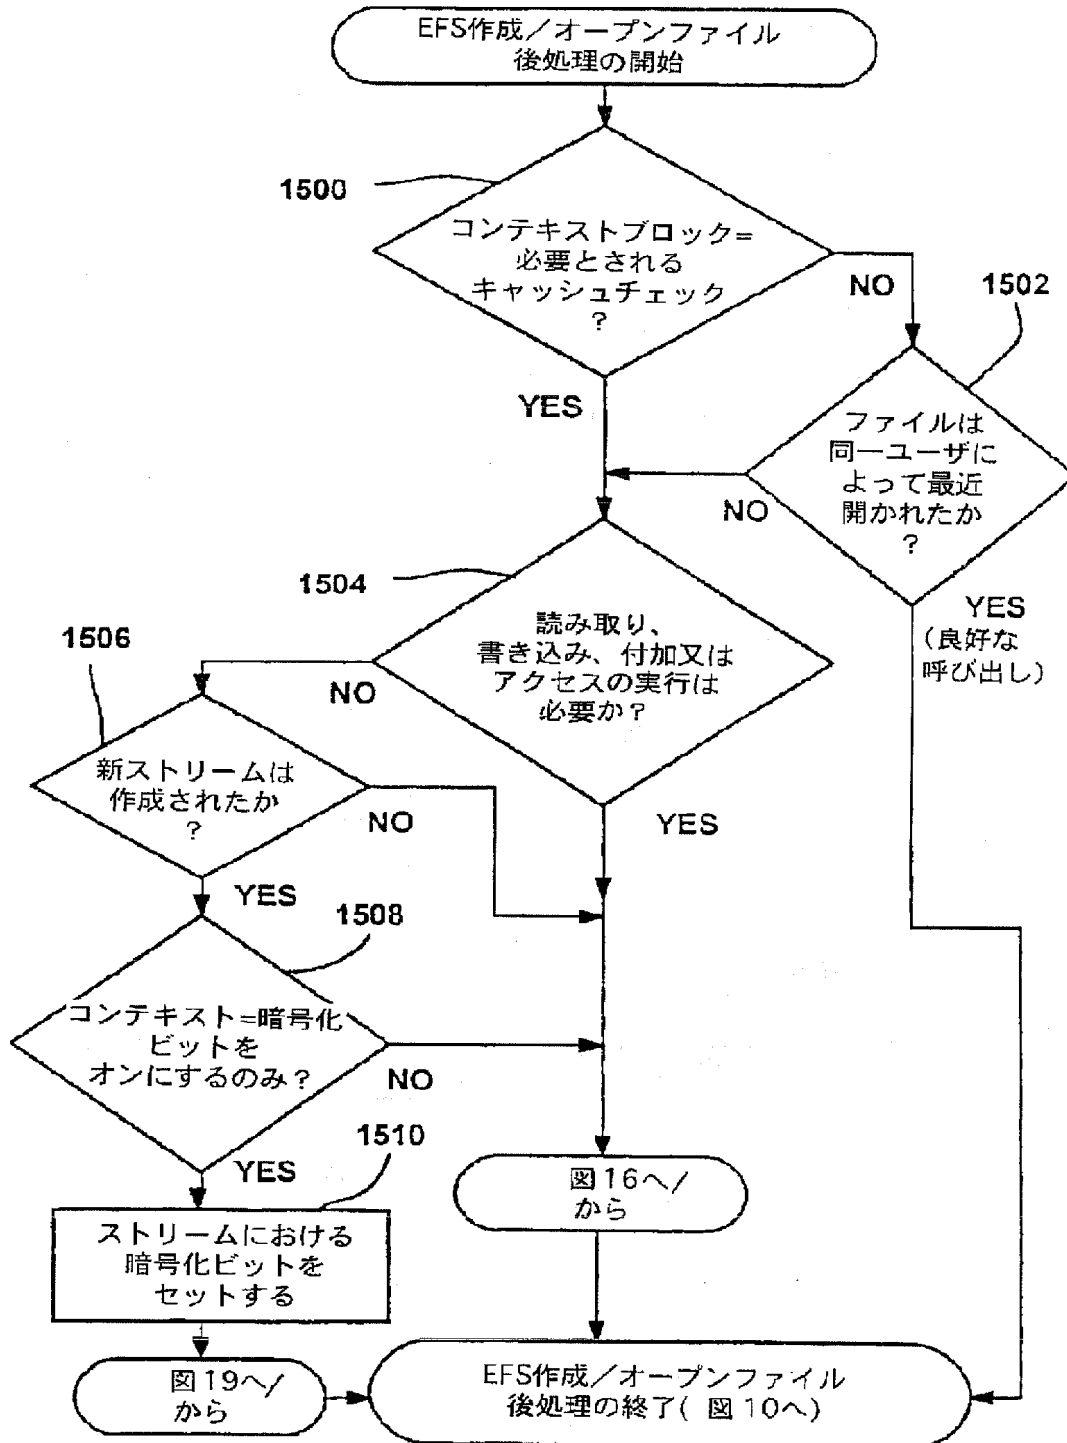 EFS作成／オープンファイル
後処理の開始
1500
コンテキストブロック=
必要とされる
キャッシュチェック
?
NO
1502
YES
ファイルは
同一ユーザに
よって最近
開かれたか
?
NO
YES
(良好な
呼び出し)
1504
読み取り、
書き込み、付加又は
アクセスの実行は
必要か?
NO
YES
1506
新ストリームは
作成されたか
?
NO
YES
1508
コンテキスト=暗号化
ビットを
オンにするのみ?
NO
YES
1510
ストリームにおける
暗号化ビットを
セットする
図16へ/
から
図19へ/
から
EFS作成／オープンファイル
後処理の終了( 図10へ)